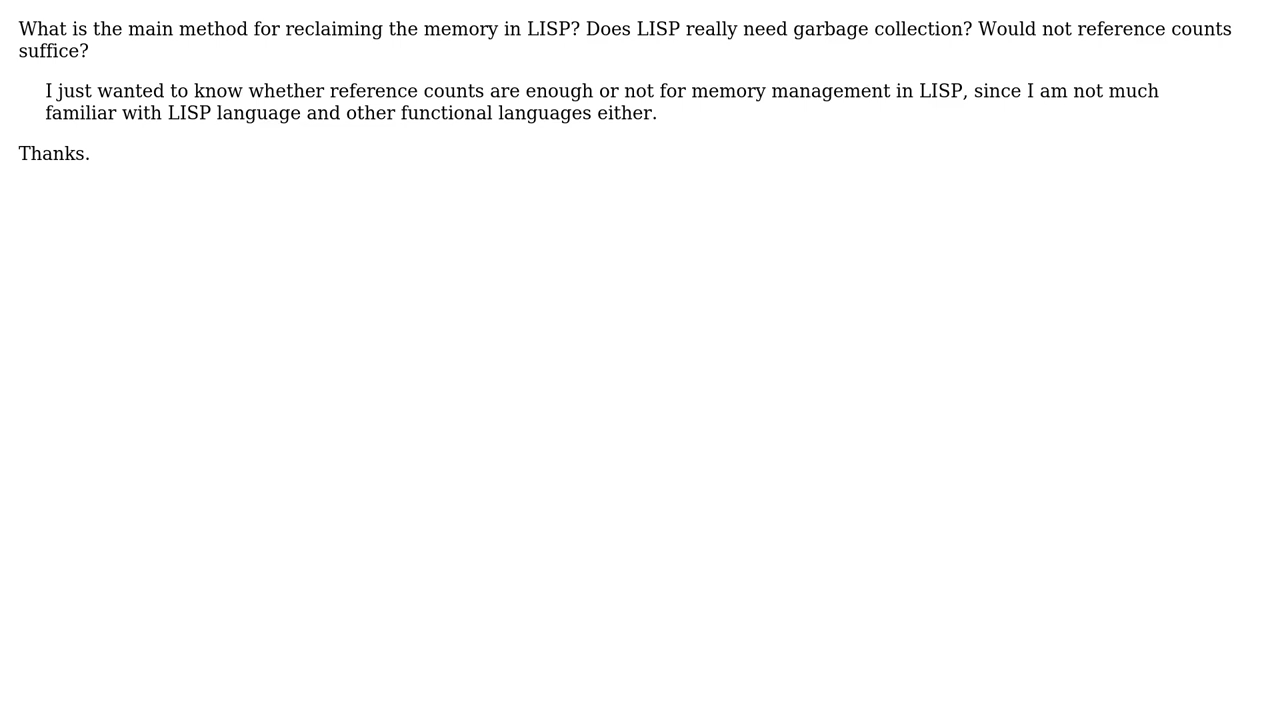 What is the main method for reclaiming the memory in LISP? Does LISP really need garbage collection? Would not reference counts
suffice?
I just wanted to know whether reference counts are enough or not for memory management in LISP, since I am not much
familiar with LISP language and other functional languages either.
Thanks.